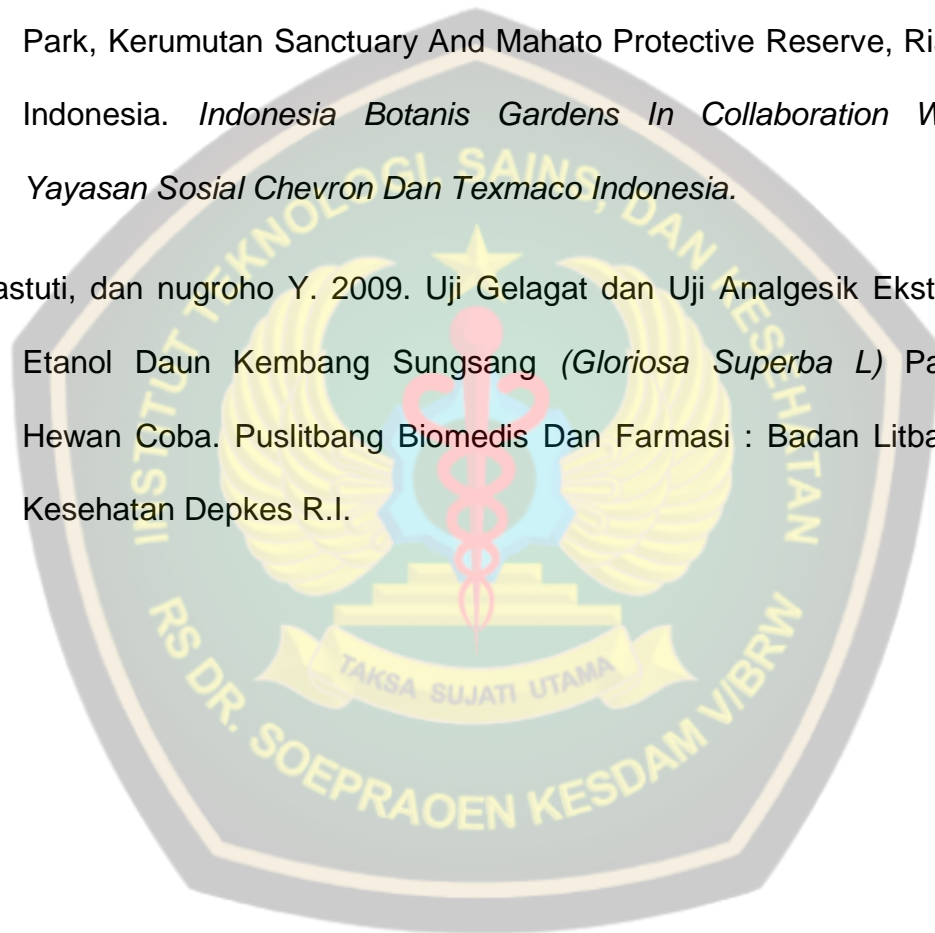 Park, Kerumutan Sanctuary And Mahato Protective Reserve, Ria
Indonesia. Indonesia Botanis Gardens In Collaboration W
Yayasan Sosial Chevron Dan Texmaco Indonesia.
astuti, dan nugroho Y. 2009. Uji Gelagat dan Uji Analgesik Ekst
Etanol Daun Kembang Sungsang (Gloriosa Superba L) Pa
Hewan Coba. Puslitbang Biomedis Dan Farmasi : Badan Litba
Kesehatan Depkes R.I.
INSTITUT TEKNOLOGI, SAINS, DAN KESEHATAN
TAKSA SUJATI UTAMA
RS DR. SOEPRAOEN KESDAM V/BRW